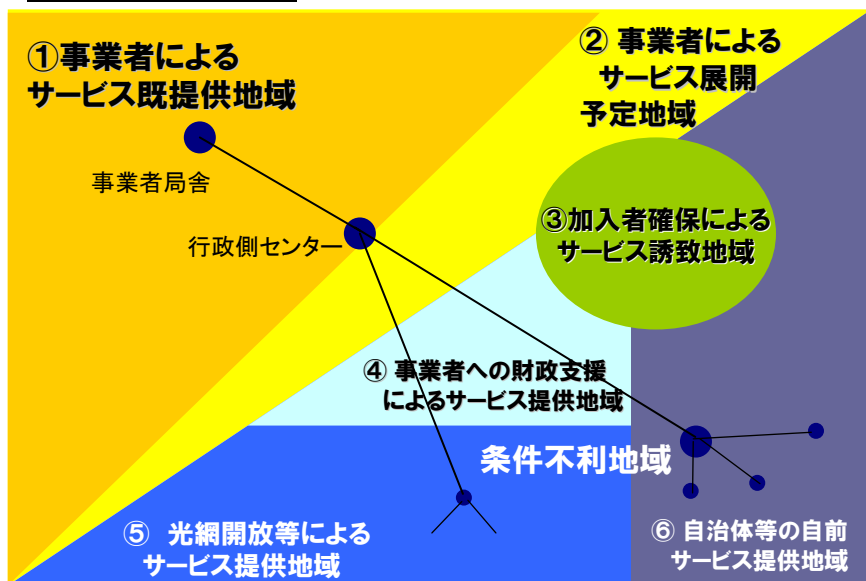 ①事業者による
サービス既提供地域
② 事業者による
サービス展開
予定地域
事業者局舎
③加入者確保による
サービス誘致地域
行政側センター
④ 事業者への財政支援
によるサービス提供地域
条件不利地域
⑤ 光網開放等による
サービス提供地域
⑥ 自治体等の自前
サービス提供地域